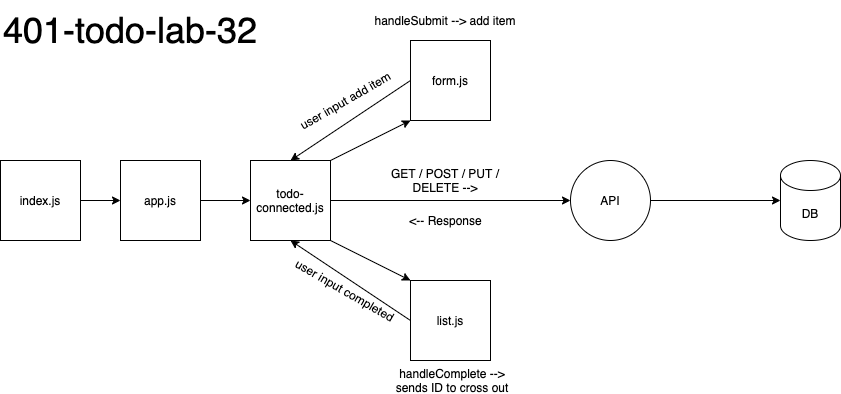 401-todo-lab-32
handleSubmit --> add item
form.js
user input add item
index.js
app.js
todo-
connected.js
GET / POST / PUT /
DELETE -->
<-- Response
API
DB
user input completed
list.js
handleComplete -->
sends ID to cross out